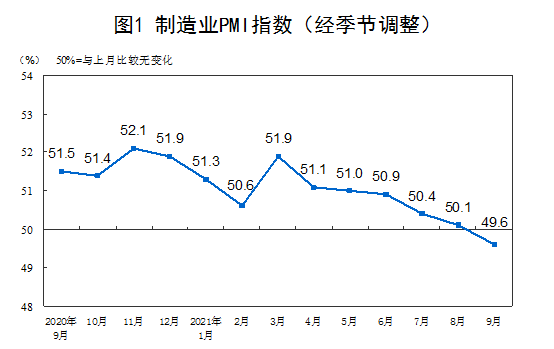 图1 制造业PMI指数（经季节调整）
（%） 50%=与上月比较无变化
54
53
52
51
50
49
48
51.5
51.4
52.1
51.9
51.3
50.6
51.9
51.1
51.0
50.9
50.4
50.1
49.6
2020年
9月
10月
11月
12月
2021年
1月
2月
3月
4月
5月
6月
7月
8月
9月